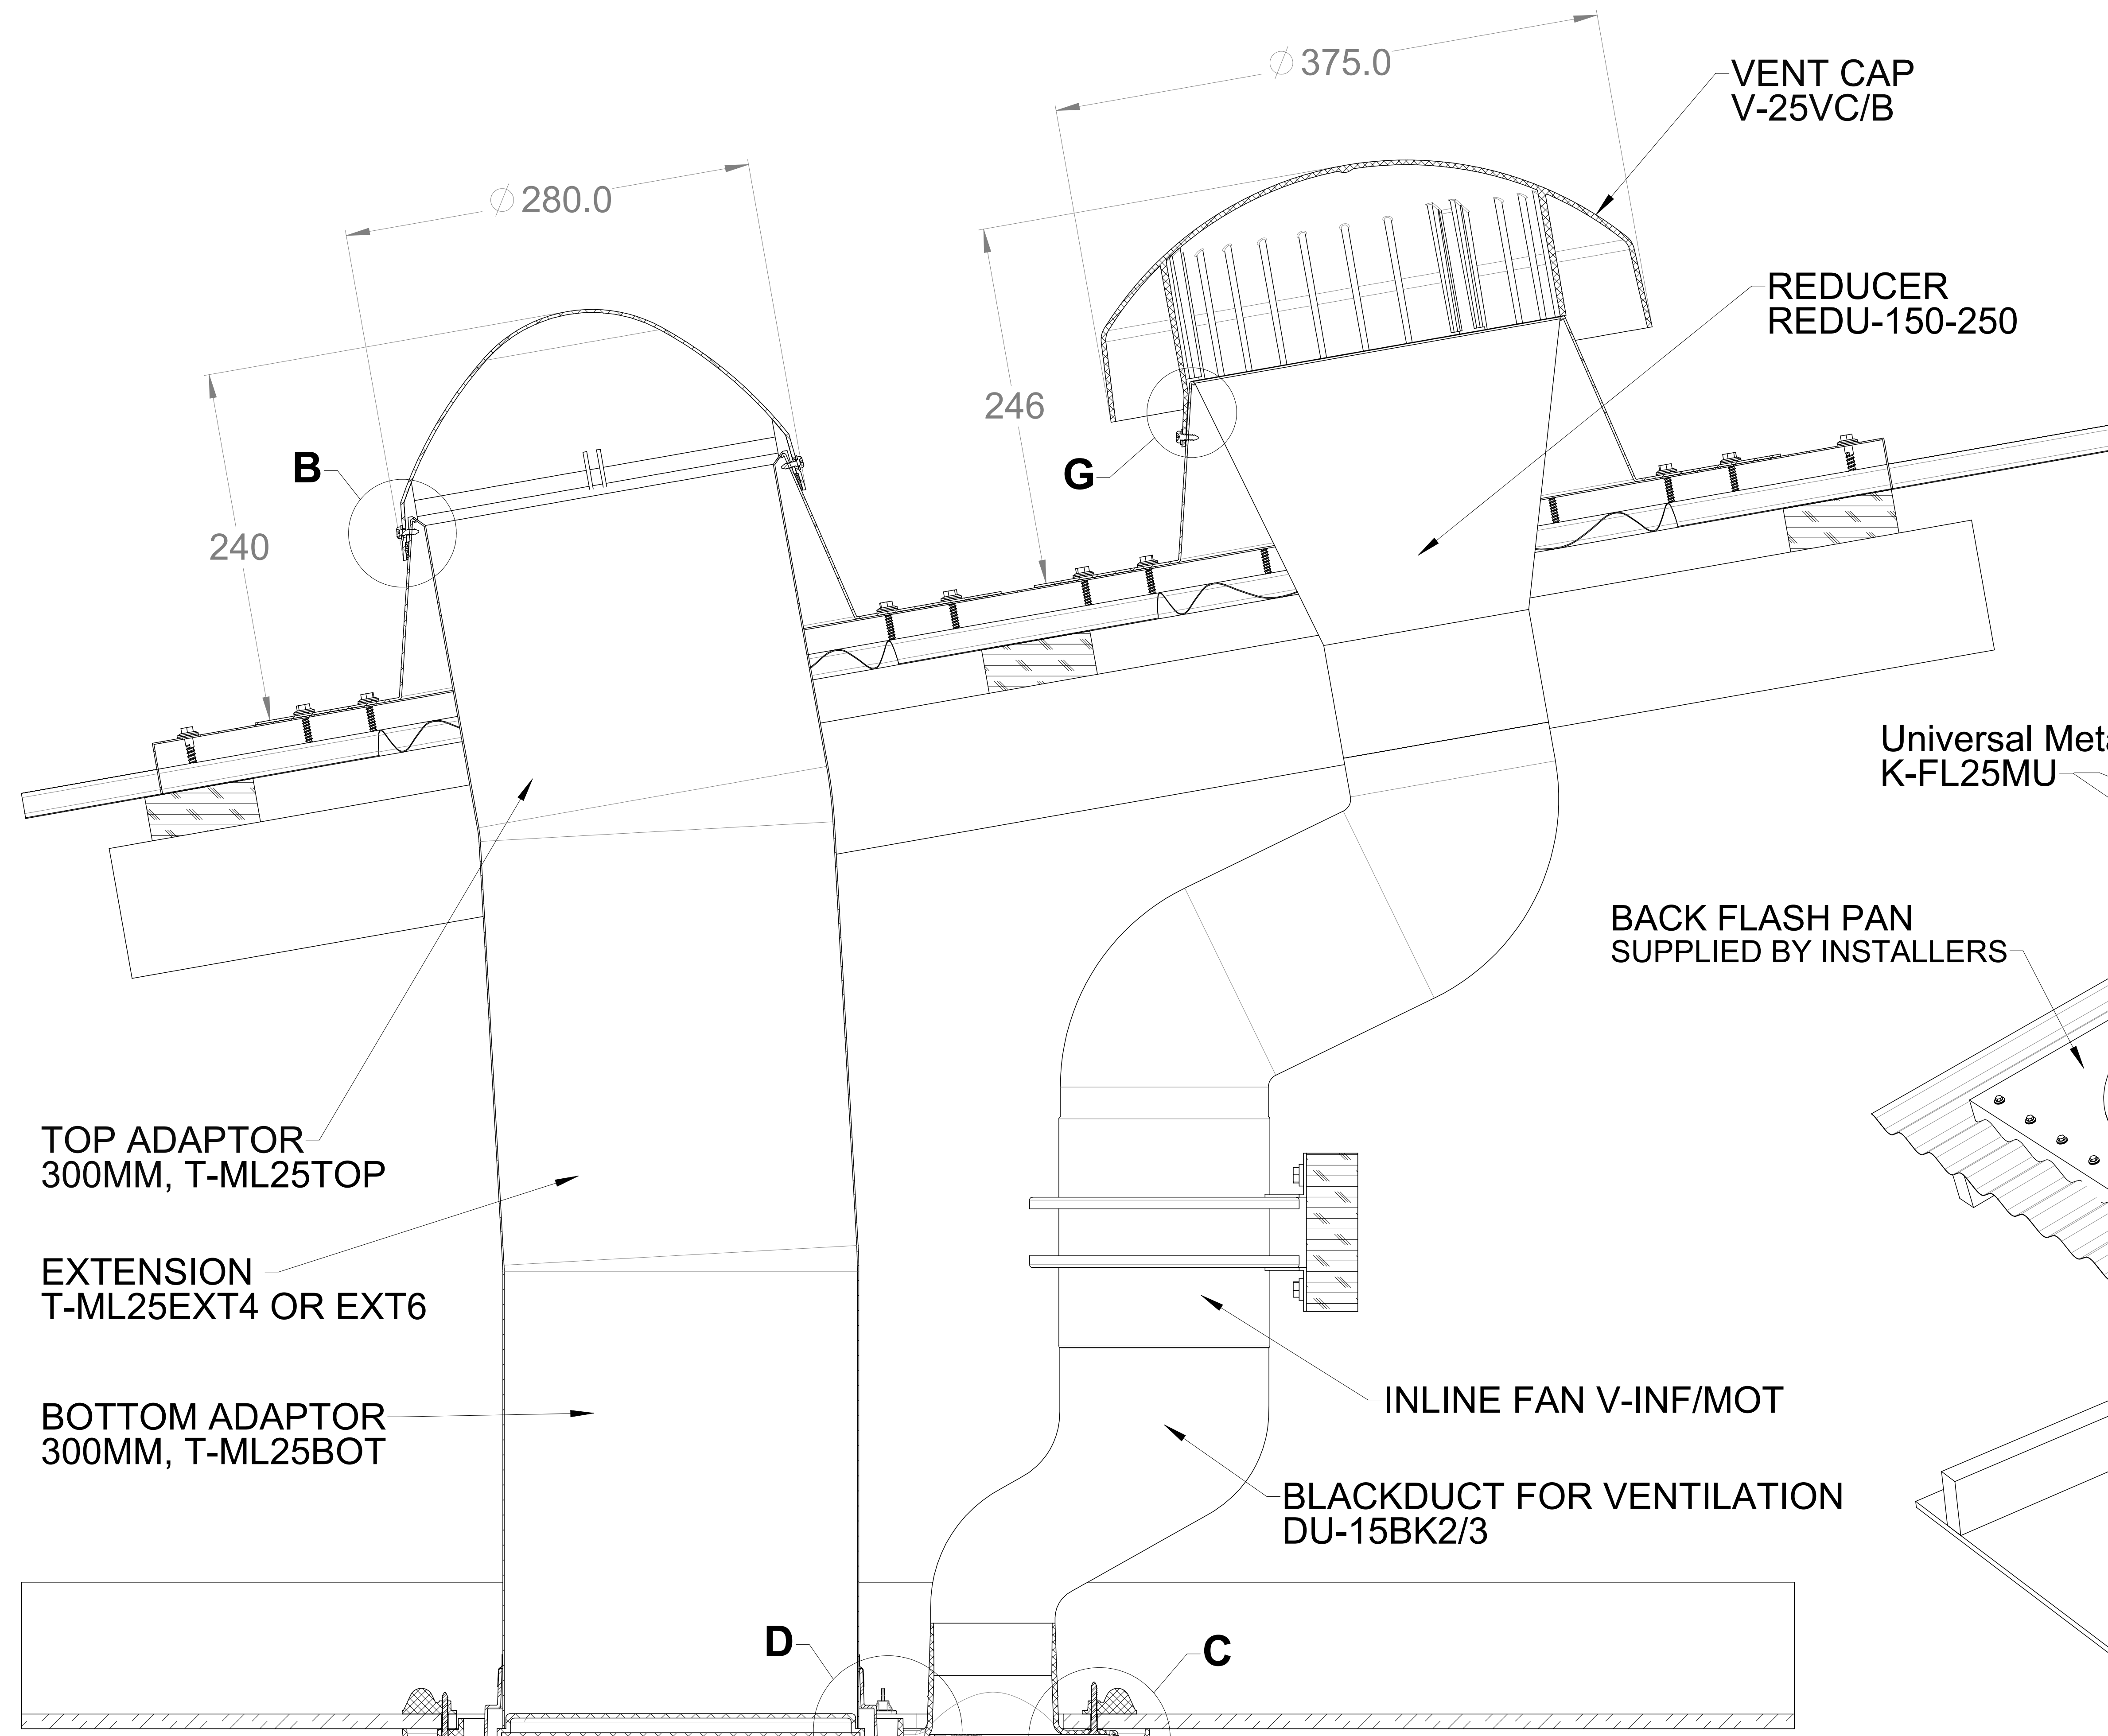 ∅ 375.0
VENT CAP
V-25VC/B
∅ 280.0
REDUCER
REDU-150-250
246
B
G
240
Universal
K-FL25MU
BACK FLASH PAN
SUPPLIED BY INSTALLERS
TOP ADAPTOR
300MM, T-ML25TOP
EXTENSION
T-ML25EXT4 OR EXT6
BOTTOM ADAPTOR
300MM, T-ML25BOT
INLINE FAN V-INF/MOT
BLACKDUCT FOR VENTILATION
DU-15BK2/3
D
C